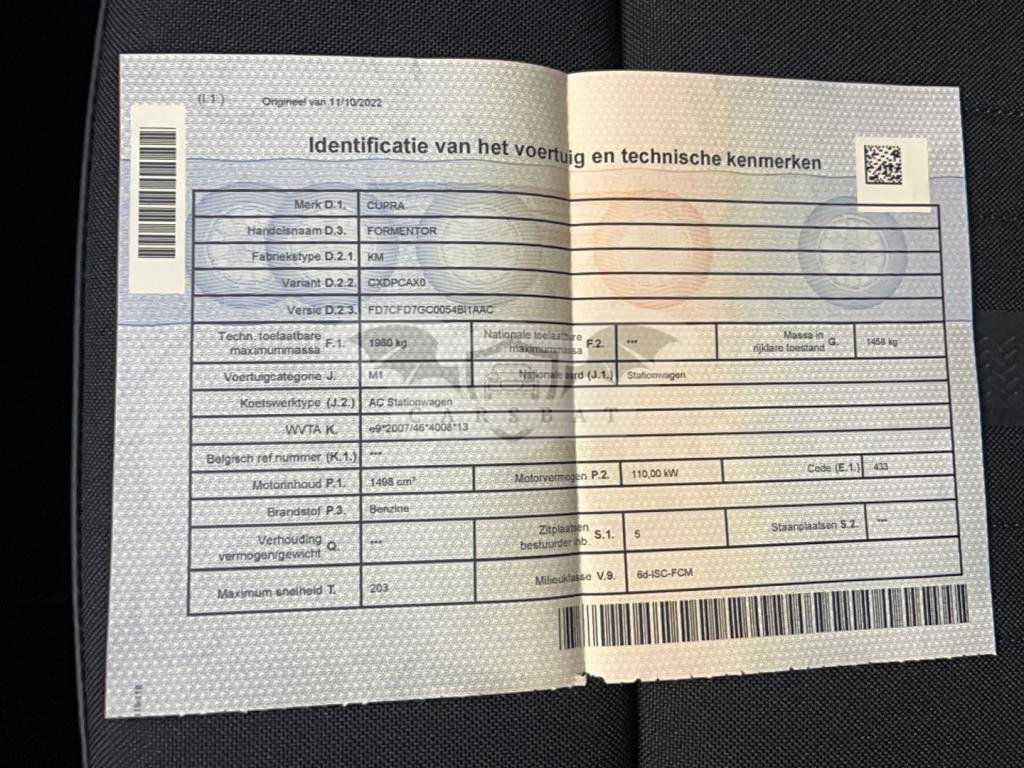 (I.1.) Origineel van 11/10/2022
Identificatie van het voertuig en technische kenmerken
Merk D.1. CUPRA
Handelsnaam D.3. FORMENTOR
Fabriekstype D.2.1. KM
Variant D.2.2. CXDPCAX0
Versie D.2.3. FD7CFD7GC0054BI1AAC
Techn. toelaatbare maximummassa F.1. 1980 kg Nationale toelaatbare maximummassa F.2. --- Massa in rijklare toestand G. 1458 kg
Voertuigcategorie J. M1 Nationale aard (J.1.) Stationwagen
Koetswerktype (J.2.) AC Stationwagen
CARSBAT
WVTA K. e9*2007/46*4008*13
Belgisch ref.nummer (K.1.) ---
Motorinhoud P.1. 1498 cm³ Motorvermogen P.2. 110,00 kW Code (E.1.) 433
Brandstof P.3. Benzine
Verhouding vermogen/gewicht Q. --- Zitplaatsen bestuurder inb. S.1. 5 Staanplaatsen S.2. ---
Maximum snelheid T. 203 Milieuklasse V.9. 6d-ISC-FCM